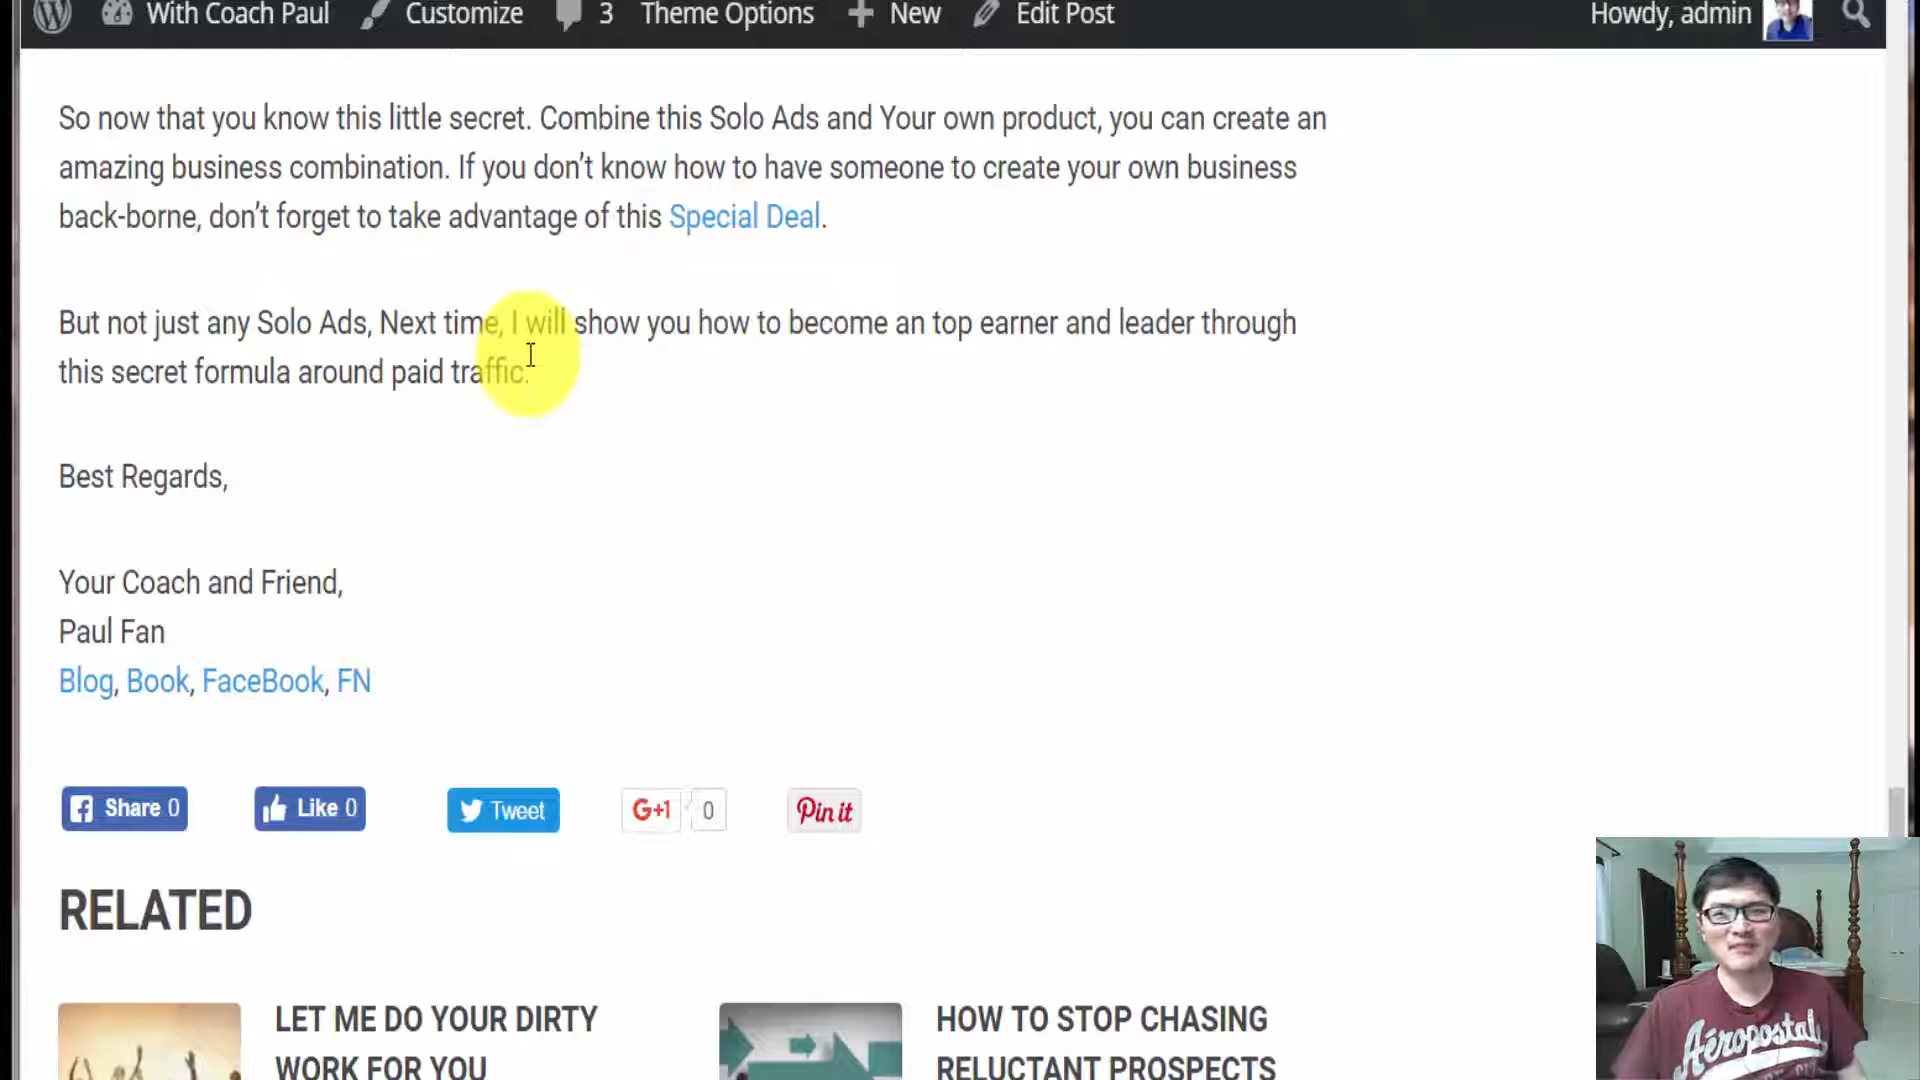 With Coach Paul Customize 3 Theme Options New Edit Post Howdy, admin
So now that you know this little secret. Combine this Solo Ads and Your own product, you can create an
amazing business combination. If you don't know how to have someone to create your own business
back-borne, don't forget to take advantage of this Special Deal.
But not just any Solo Ads, Next time, I will show you how to become an top earner and leader through
this secret formula around paid traffic.
Best Regards,
Your Coach and Friend,
Paul Fan
Blog, Book, FaceBook, FN
Share 0 Like 0 Tweet G+1 0 Pin it
RELATED
LET ME DO YOUR DIRTY
WORK FOR YOU
HOW TO STOP CHASING
RELUCTANT PROSPECTS
Aéropostale